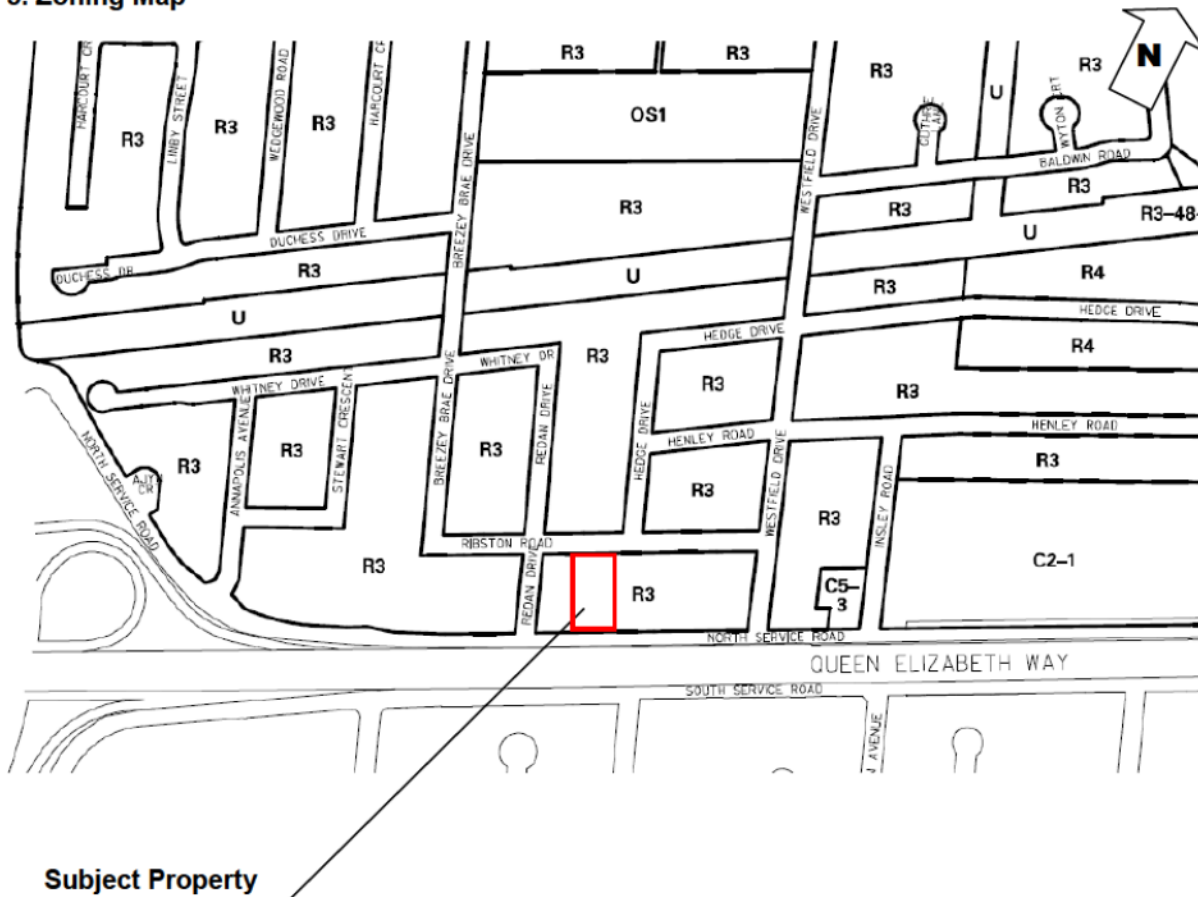 Zoning Map
N
HARCOURT CR
R3
LINBY STREET
R3
WEDGEWOOD ROAD
R3
HARCOURT
R3
R3
R3
U
R3
OS1
BREEZEY BRAE DRIVE
WESTFIELD DRIVE
BALDWIN ROAD
R3
R3
R3
R3-48-
DUCHESS DRIVE
DUCHESS DR
R3
U
U
U
R4
R3
HEDGE DRIVE
HEDGE DRIVE
R4
R3
WHITNEY DRIVE
WHITNEY DR
R3
R3
R3
HENLEY ROAD
HENLEY ROAD
R3
ANNAPOLIS AVENUE
R3
R3
STEWART CRESCENT
BREEZEY BRAE DRIVE
R3
REDAN DRIVE
HEDGE DRIVE
R3
WESTFIELD DRIVE
R3
INSLEY ROAD
NORTH SERVICE ROAD
RIBSTON ROAD
R3
REDAN DRIVE
R3
C5-
3
C2-1
NORTH SERVICE ROAD
QUEEN ELIZABETH WAY
SOUTH SERVICE ROAD
AVENUE
Subject Property